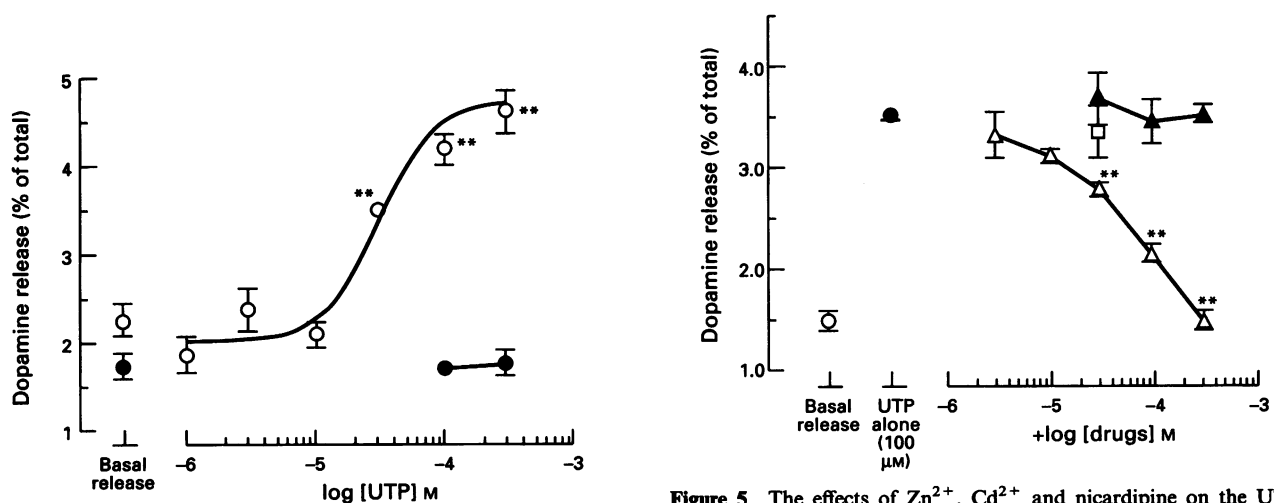 Dopamine release (% of total)
5
4
3
2
1
**
**
**
Basal
release
-6
-5
-4
-3
log [UTP] M
Dopamine release (% of total)
4.0
3.0
2.0
1.0
**
**
**
Basal
release
UTP
alone
(100
μM)
-6
-5
-4
-3
+log [drugs] M
Figure 5 The effects of Zn2+, Cd2+ and nicardipine on the U